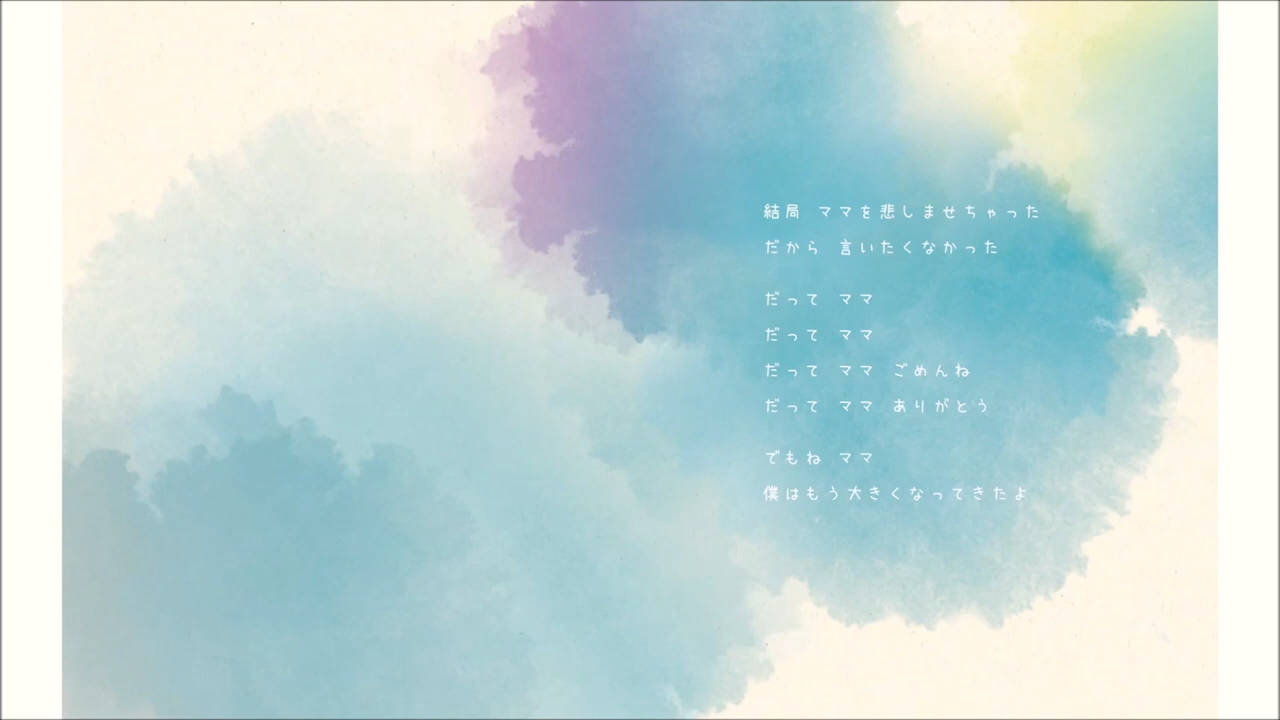 結局 ママを悲しませちゃった
だから 言いたくなかった
だって ママ
だって ママ
だって ママ ごめんね
だって ママ ありがとう
でもね ママ
僕はもう大きくなってきたよ